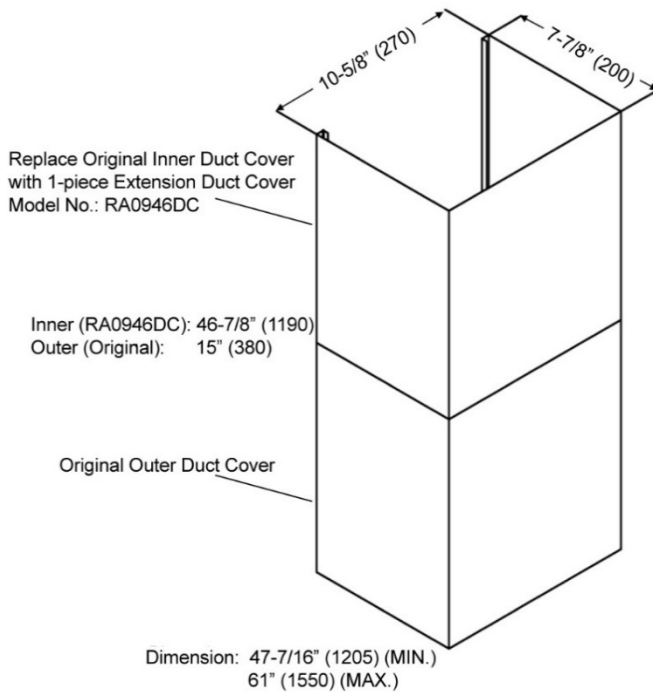 10-5/8” (270)
7-7/8” (200)
Replace Original Inner Duct Cover
with 1-piece Extension Duct Cover
Model No.: RA0946DC
Inner (RA0946DC): 46-7/8” (1190)
Outer (Original): 15” (380)
Original Outer Duct Cover
Dimension: 47-7/16” (1205) (MIN.)
61” (1550) (MAX.)